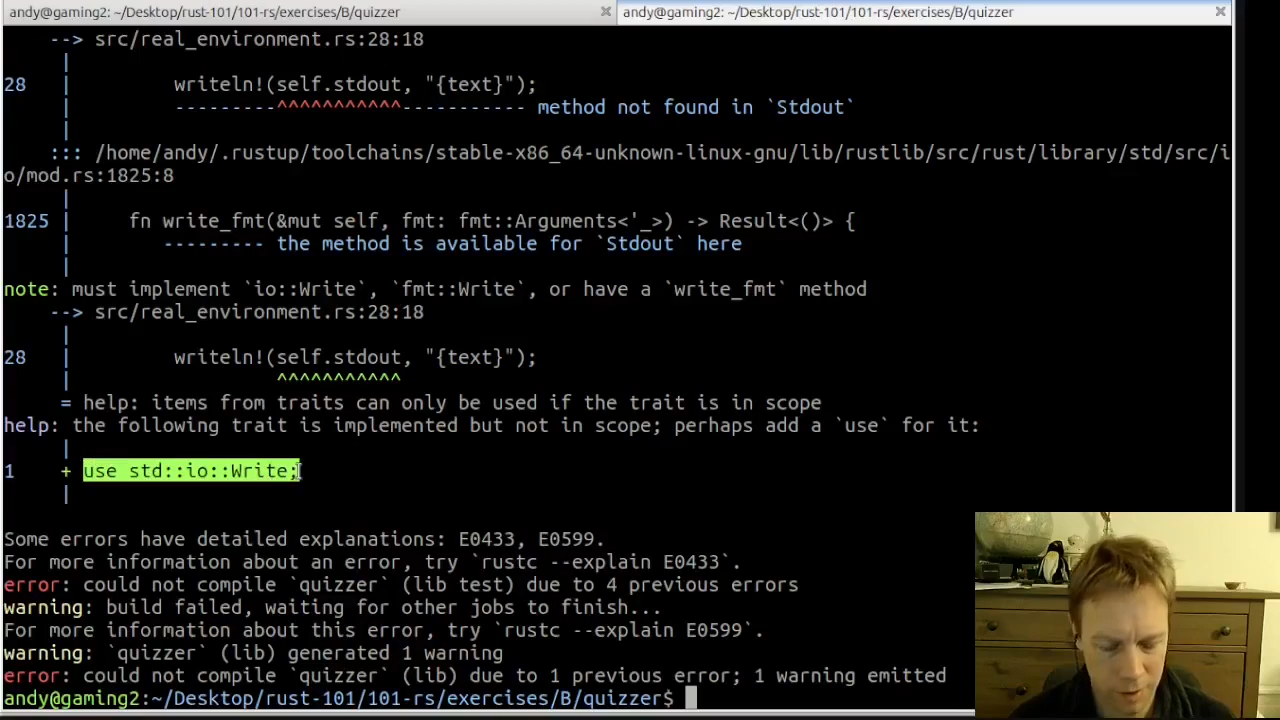 andy@gaming2: ~/Desktop/rust-101/101-rs/exercises/B/quizzer
andy@gaming2: ~/Desktop/rust-101/101-rs/exercises/B/quizzer
--> src/real_environment.rs:28:18
|
28 | writeln!(self.stdout, "{text}");
| ---------^^^^^^^^^^^----------- method not found in `Stdout`
|
::: /home/andy/.rustup/toolchains/stable-x86_64-unknown-linux-gnu/lib/rustlib/src/rust/library/std/src/i
o/mod.rs:1825:8
|
1825 | fn write_fmt(&mut self, fmt: fmt::Arguments<'_>) -> Result<()> {
| --------- the method is available for `Stdout` here
|
note: must implement `io::Write`, `fmt::Write`, or have a `write_fmt` method
--> src/real_environment.rs:28:18
|
28 | writeln!(self.stdout, "{text}");
| ^^^^^^^^^^^
= help: items from traits can only be used if the trait is in scope
help: the following trait is implemented but not in scope; perhaps add a `use` for it:
|
1 + use std::io::Write;
|
Some errors have detailed explanations: E0433, E0599.
For more information about an error, try `rustc --explain E0433`.
error: could not compile `quizzer` (lib test) due to 4 previous errors
warning: build failed, waiting for other jobs to finish...
For more information about this error, try `rustc --explain E0599`.
warning: `quizzer` (lib) generated 1 warning
error: could not compile `quizzer` (lib) due to 1 previous error; 1 warning emitted
andy@gaming2:~/Desktop/rust-101/101-rs/exercises/B/quizzer$